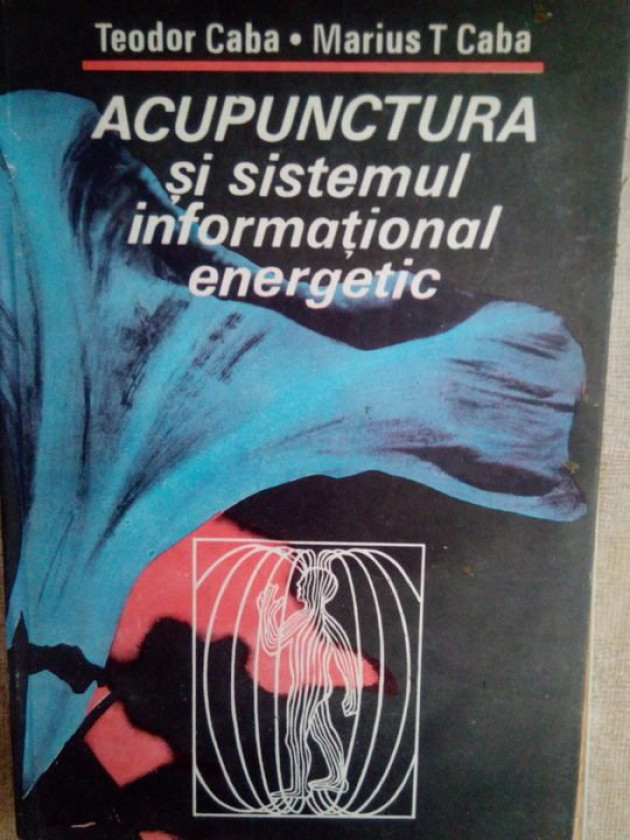 Teodor Caba • Marius T Caba
ACUPUNCTURA
și sistemul
informațional
energetic